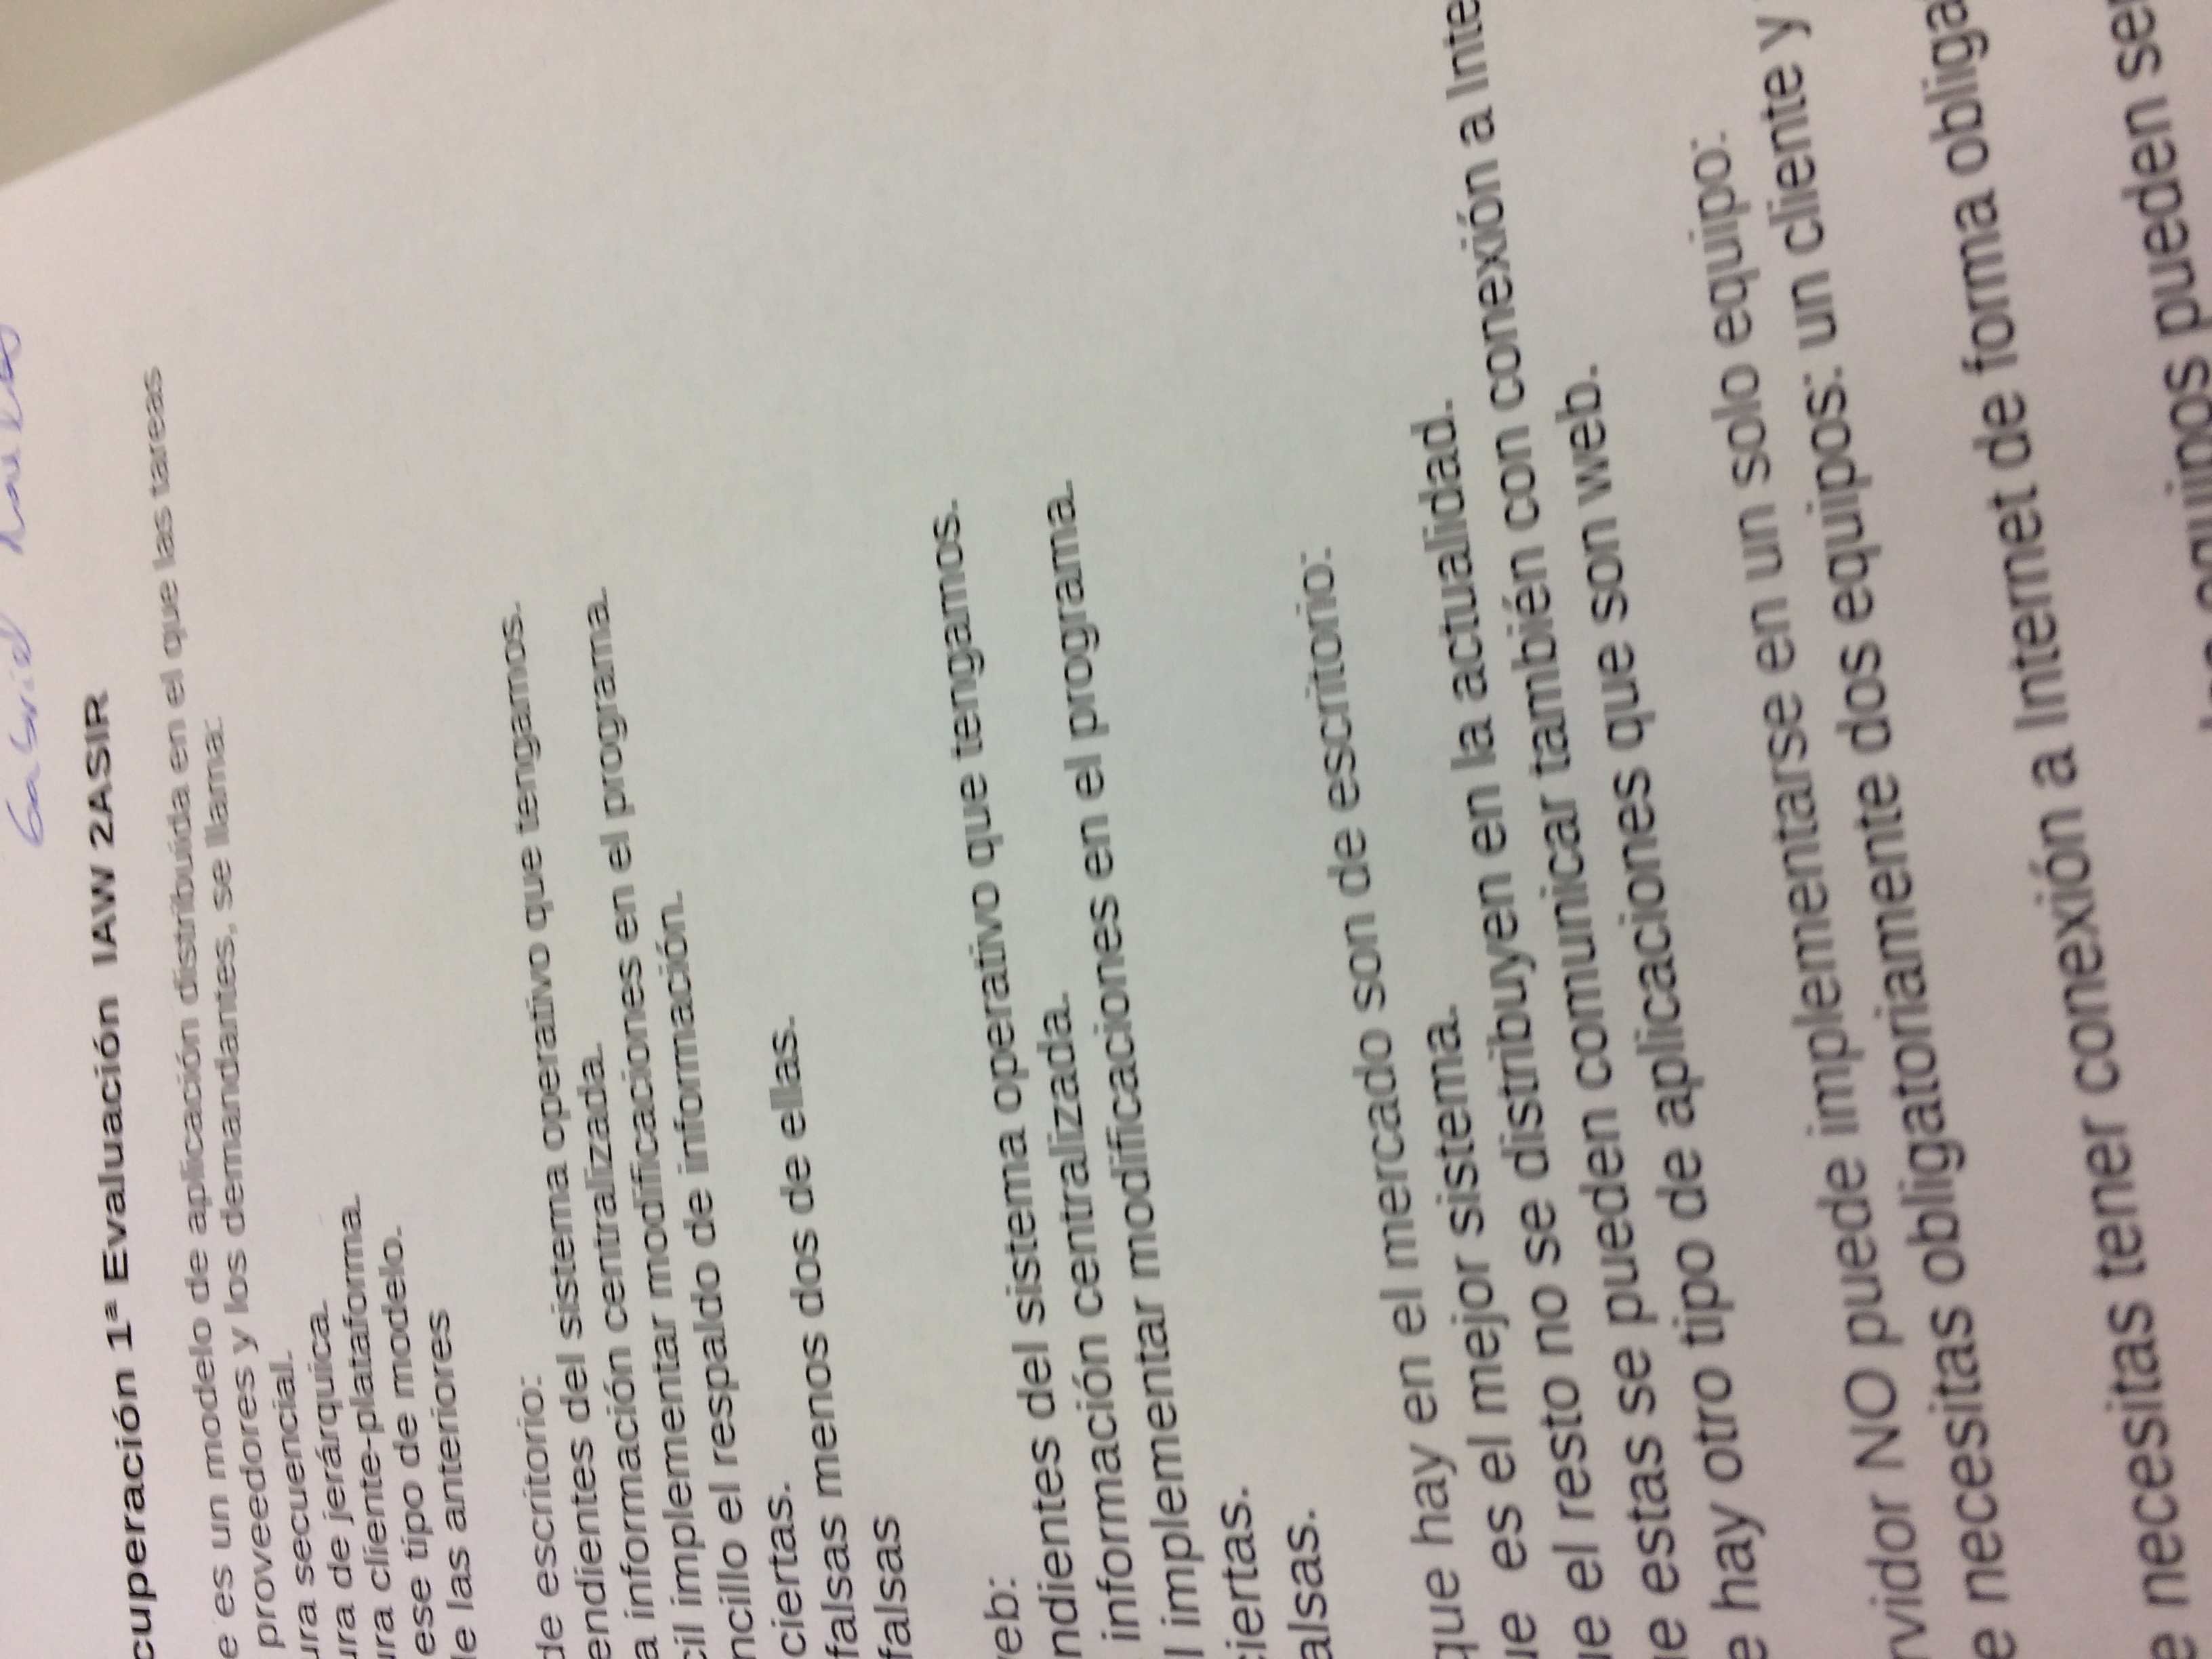 Gabriel
cuperación 1ª Evaluación IAW 2ASIR
e es un modelo de aplicación distribuida en el que las tareas
proveedores y los demandantes, se llama:
ura secuencial.
ura de jerárquica.
ura cliente-plataforma.
ese tipo de modelo.
de las anteriores
de escritorio:
endientes del sistema operativo que tengamos.
a información centralizada.
cil implementar modificaciones en el programa.
ncillo el respaldo de información.
ciertas.
falsas menos dos de ellas.
falsas
eb:
ndientes del sistema operativo que tengamos.
información centralizada.
l implementar modificaciones en el programa.
ciertas.
alsas.
que hay en el mercado son de escritorio:
ue es el mejor sistema.
ue el resto no se distribuyen en la actualidad.
ue estas se pueden comunicar también con conexión a Inte
e hay otro tipo de aplicaciones que son web.
rvidor NO puede implementarse en un solo equipo:
e necesitas obligatoriamente dos equipos: un cliente y
e necesitas tener conexión a Internet de forma obliga
equipos pueden ser